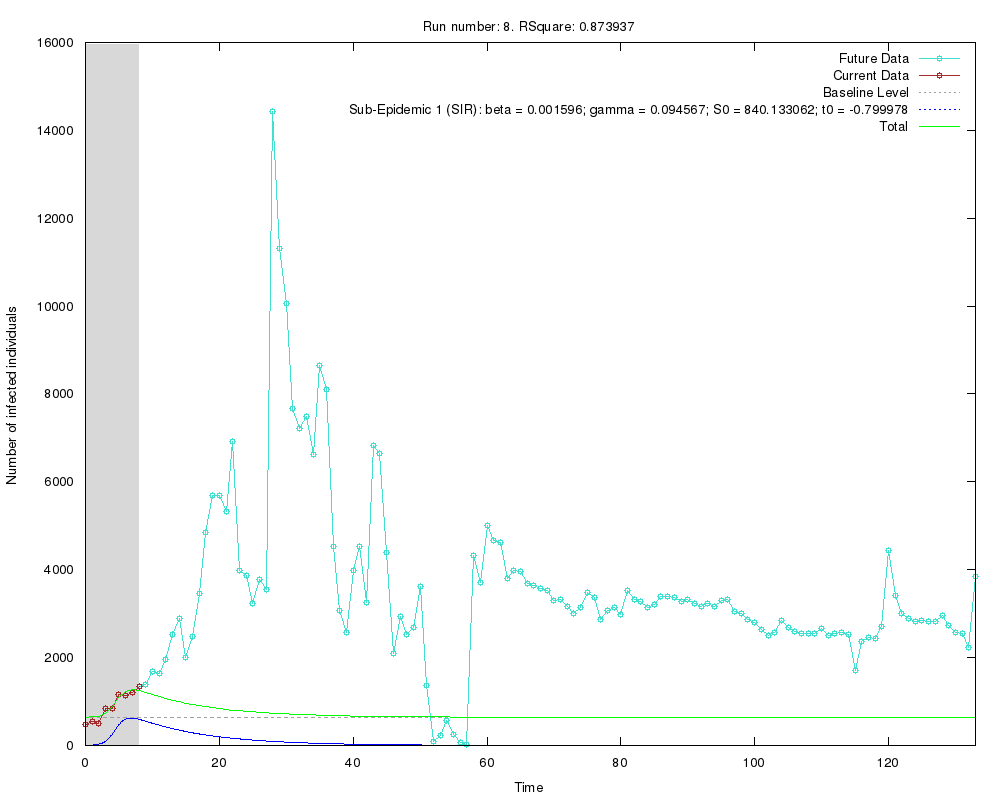 Run number: 8. RSquare: 0.873937
16000
14000
12000
10000
8000
6000
4000
2000
0
Number of infected individuals
Future Data
Current Data
Baseline Level
Sub-Epidemic 1 (SIR): beta = 0.001596; gamma = 0.094567; S0 = 840.133062; t0 = -0.799978
Total
0 20 40 60 80 100 120
Time